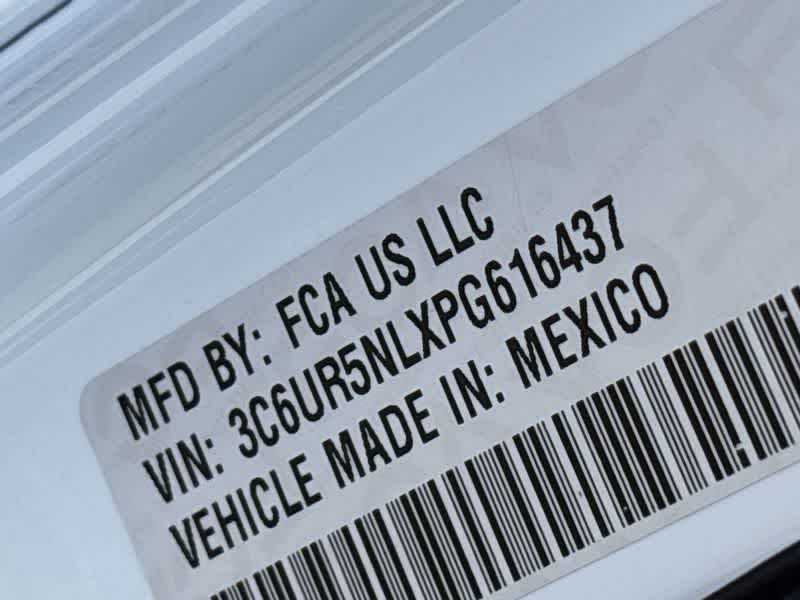 MFD BY: FCA US LLC
VIN: 3C6UR5NLXPG616437
VEHICLE MADE IN: MEXICO